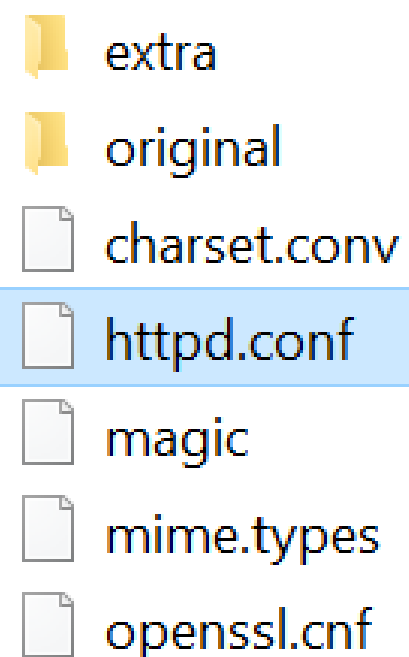 extra
original
charset.conv
httpd.conf
magic
mime.types
openssl.cnf